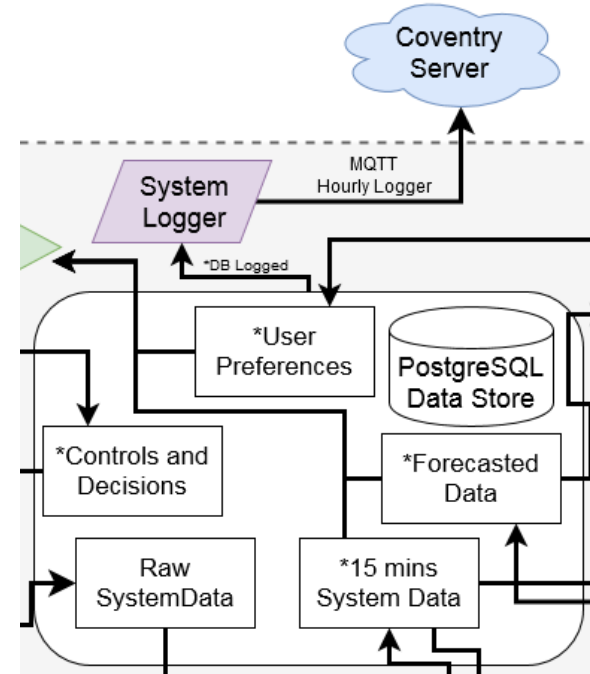 Coventry
Server
MQTT
Hourly Logger
System
Logger
*DB Logged
*User
Preferences
PostgreSQL
Data Store
*Controls and
Decisions
*Forecasted
Data
Raw
SystemData
*15 mins
System Data